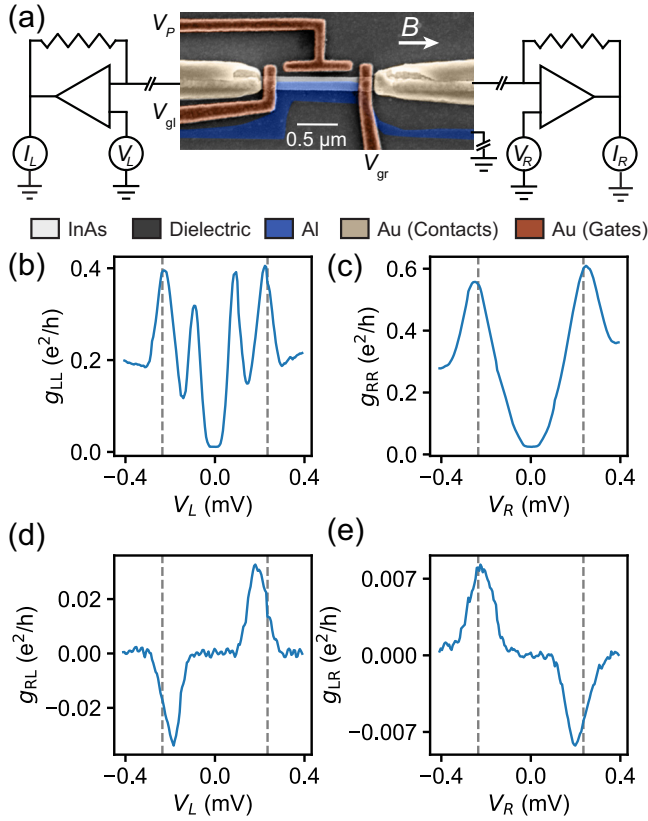 (a)
V_P
B
V_gl
0.5 μm
I_L
V_L
V_R
I_R
V_gr
InAs Dielectric Al Au (Contacts) Au (Gates)
(b)
0.4
0.2
0.0
g_LL (e²/h)
−0.4 0.0 0.4
V_L (mV)
(c)
0.6
0.4
0.2
0.0
g_RR (e²/h)
−0.4 0.0 0.4
V_R (mV)
(d)
0.02
0.00
−0.02
g_RL (e²/h)
−0.4 0.0 0.4
V_L (mV)
(e)
0.007
0.000
−0.007
g_LR (e²/h)
−0.4 0.0 0.4
V_R (mV)